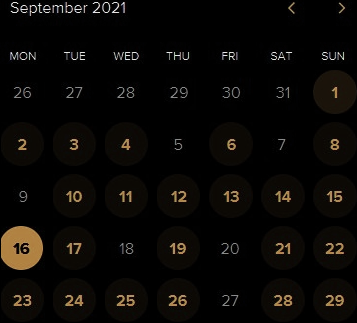 September 2021
MON TUE WED THU FRI SAT SUN
26 27 28 29 30 31 1
2 3 4 5 6 7 8
9 10 11 12 13 14 15
16 17 18 19 20 21 22
23 24 25 26 27 28 29